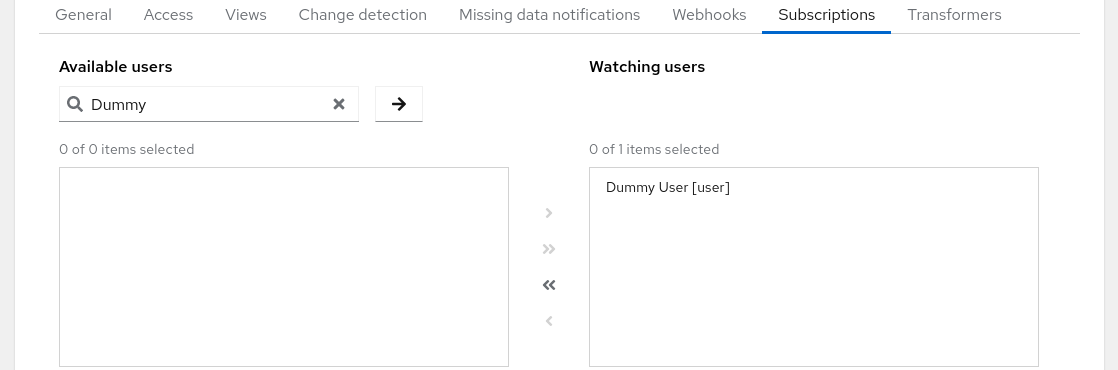 General Access Views Change detection Missing data notifications Webhooks Subscriptions Transformers
Available users
Dummy
0 of 0 items selected
Watching users
0 of 1 items selected
Dummy User [user]